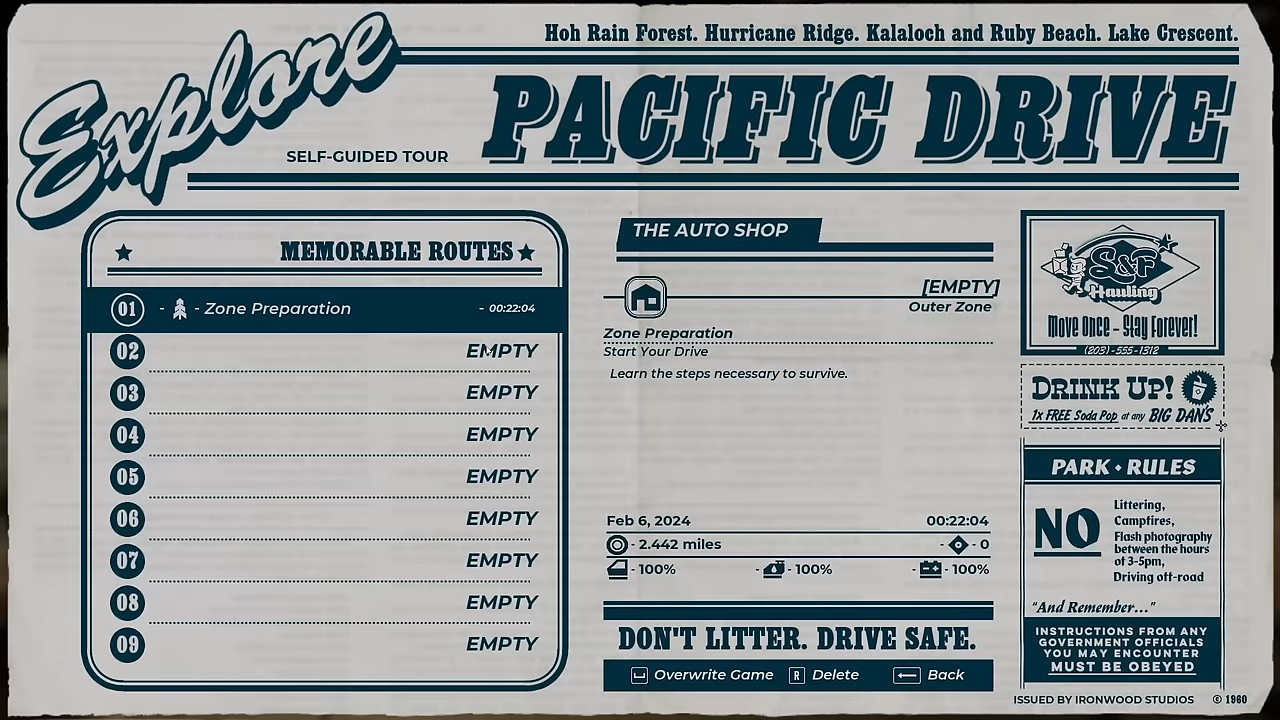 Explore
SELF-GUIDED TOUR
Hoh Rain Forest. Hurricane Ridge. Kalaloch and Ruby Beach. Lake Crescent.
PACIFIC DRIVE
MEMORABLE ROUTES
01 - - Zone Preparation - 00:22:04
02 EMPTY
03 EMPTY
04 EMPTY
05 EMPTY
06 EMPTY
07 EMPTY
08 EMPTY
09 EMPTY
THE AUTO SHOP
[EMPTY]
Outer Zone
Zone Preparation
Start Your Drive
Learn the steps necessary to survive.
Feb 6, 2024 00:22:04
- 2.442 miles - - 0
- 100% - - 100% - - 100%
DON'T LITTER. DRIVE SAFE.
Overwrite Game R Delete Back
S&F
Hauling
Move Once - Stay Forever!
(203)-555-1312
DRINK UP!
1x FREE Soda Pop at any BIG DAN'S
PARK • RULES
NO
Littering,
Campfires,
Flash photography
between the hours
of 3-5pm,
Driving off-road
"And Remember..."
INSTRUCTIONS FROM ANY
GOVERNMENT OFFICIALS
YOU MAY ENCOUNTER
MUST BE OBEYED
ISSUED BY IRONWOOD STUDIOS © 1960